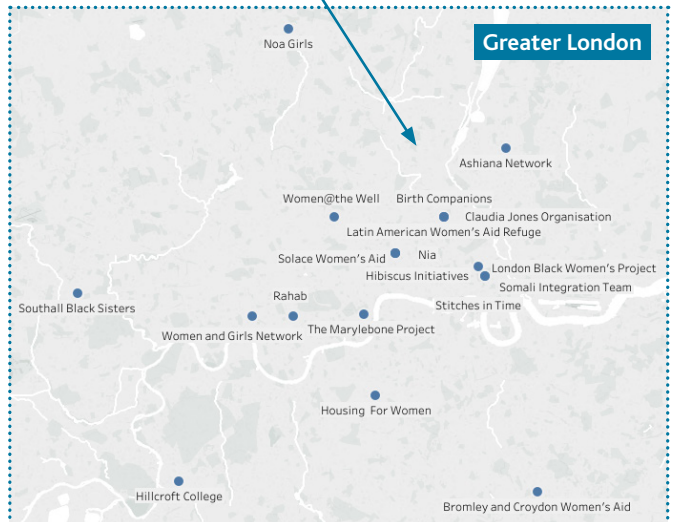 Greater London
Noa Girls
Ashiana Network
Women@the Well
Birth Companions
Claudia Jones Organisation
Latin American Women's Aid Refuge
Solace Women's Aid
Nia
London Black Women's Project
Hibiscus Initiatives
Somali Integration Team
Southall Black Sisters
Rahab
Stitches in Time
Women and Girls Network
The Marylebone Project
Housing  For Women
Hillcroft College
Bromley and Croydon Women's Aid